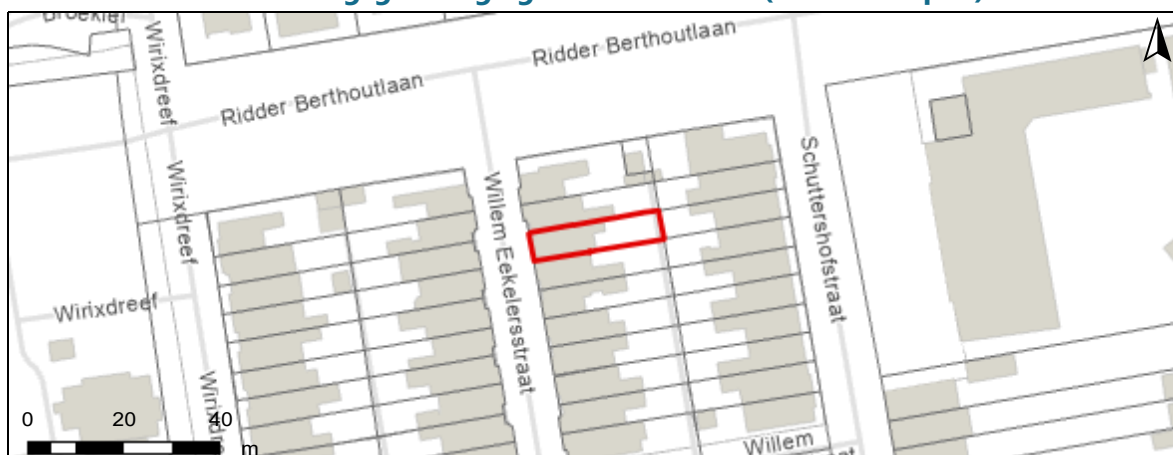 Ridder Berthoutlaan
Wirixdreef
Ridder Berthoutlaan
Schuttershofstraat
Wirixdreef
Willem Eekelersstraat
Wirixdreef
0 20 40
m
Willem